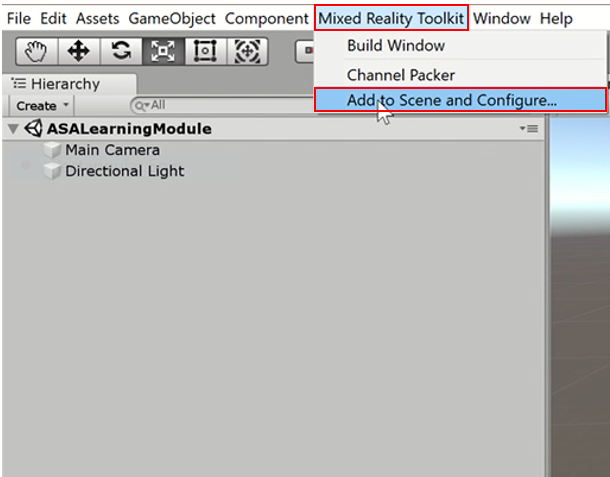 File Edit Assets GameObject Component Mixed Reality Toolkit Window Help
Build Window
Channel Packer
Add to Scene and Configure...
Hierarchy
Create All
ASALearningModule
Main Camera
Directional Light